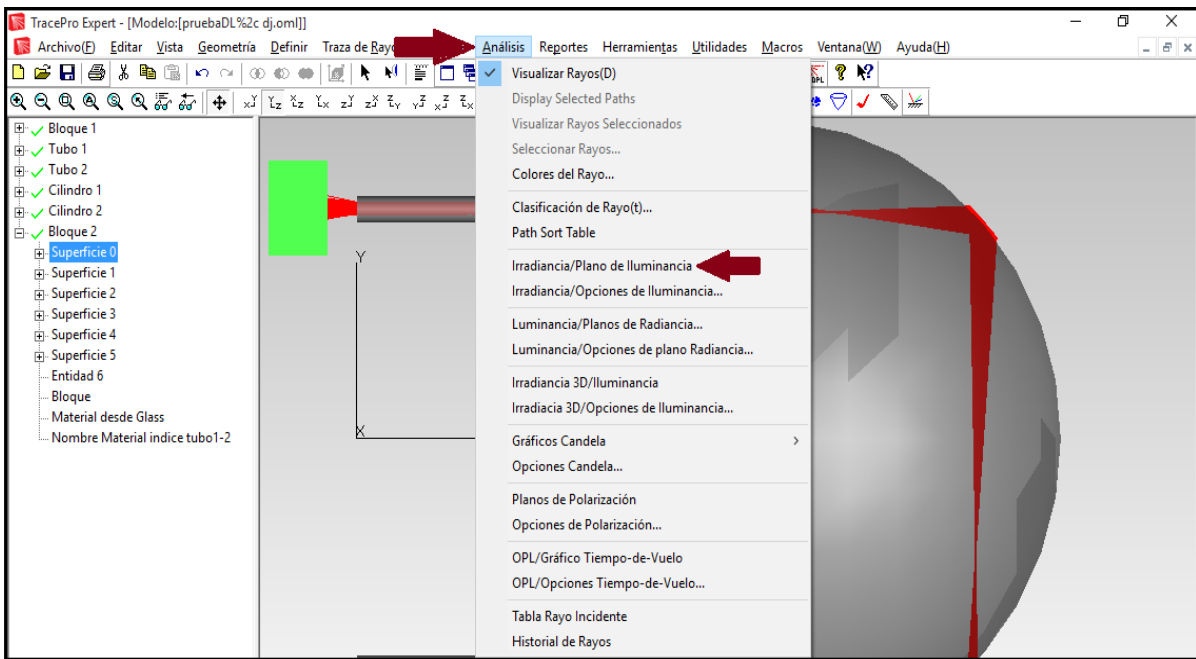 TracePro Expert - [Modelo:[pruebaDL%2c dj.oml]]
Archivo(F) Editar Vista Geometría Definir Traza de Rayo Análisis Reportes Herramientas Utilidades Macros Ventana(W) Ayuda(H)
Bloque 1
Tubo 1
Tubo 2
Cilindro 1
Cilindro 2
Bloque 2
Superficie 0
Superficie 1
Superficie 2
Superficie 3
Superficie 4
Superficie 5
Entidad 6
Bloque
Material desde Glass
Nombre Material indice tubo1-2
Y
X
Visualizar Rayos(D)
Display Selected Paths
Visualizar Rayos Seleccionados
Seleccionar Rayos...
Colores del Rayo...
Clasificación de Rayo(t)...
Path Sort Table
Irradiancia/Plano de Iluminancia
Irradiancia/Opciones de Iluminancia...
Luminancia/Planos de Radiancia...
Luminancia/Opciones de plano Radiancia...
Irradiancia 3D/Iluminancia
Irradiacia 3D/Opciones de Iluminancia...
Gráficos Candela
Opciones Candela...
Planos de Polarización
Opciones de Polarización...
OPL/Gráfico Tiempo-de-Vuelo
OPL/Opciones Tiempo-de-Vuelo...
Tabla Rayo Incidente
Historial de Rayos